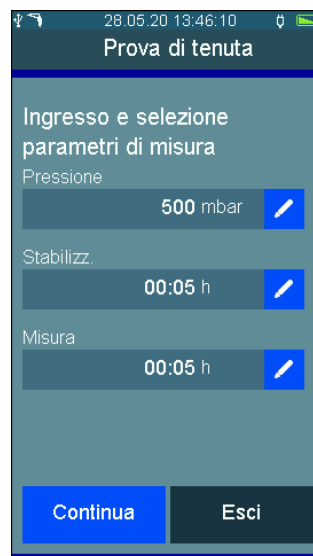 28.05.20 13:46:10
Prova di tenuta
Ingresso e selezione
parametri di misura
Pressione
500 mbar
Stabilizz.
00:05 h
Misura
00:05 h
Continua Esci